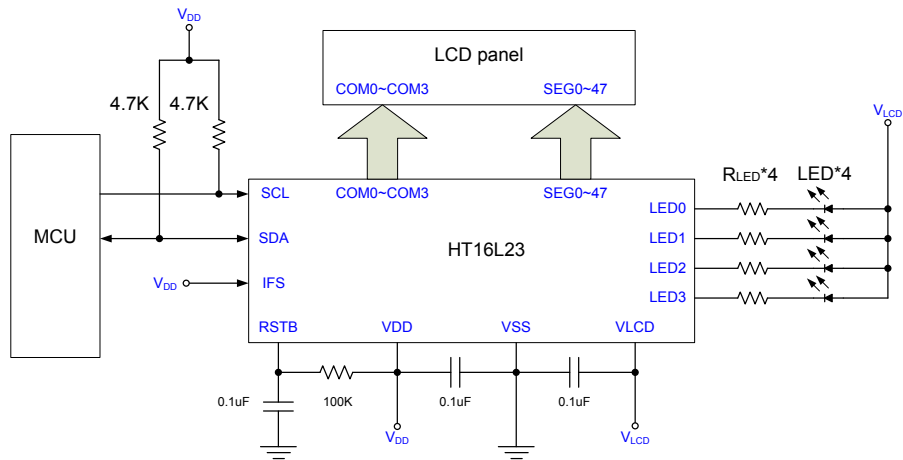 VDD
LCD panel
COM0~COM3 SEG0~47
4.7K 4.7K
VLCD
RLED*4 LED*4
MCU
SCL COM0~COM3 SEG0~47
LED0
SDA HT16L23 LED1
LED2
VDD IFS
LED3
RSTB VDD VSS VLCD
0.1uF 100K 0.1uF 0.1uF
VDD VLCD